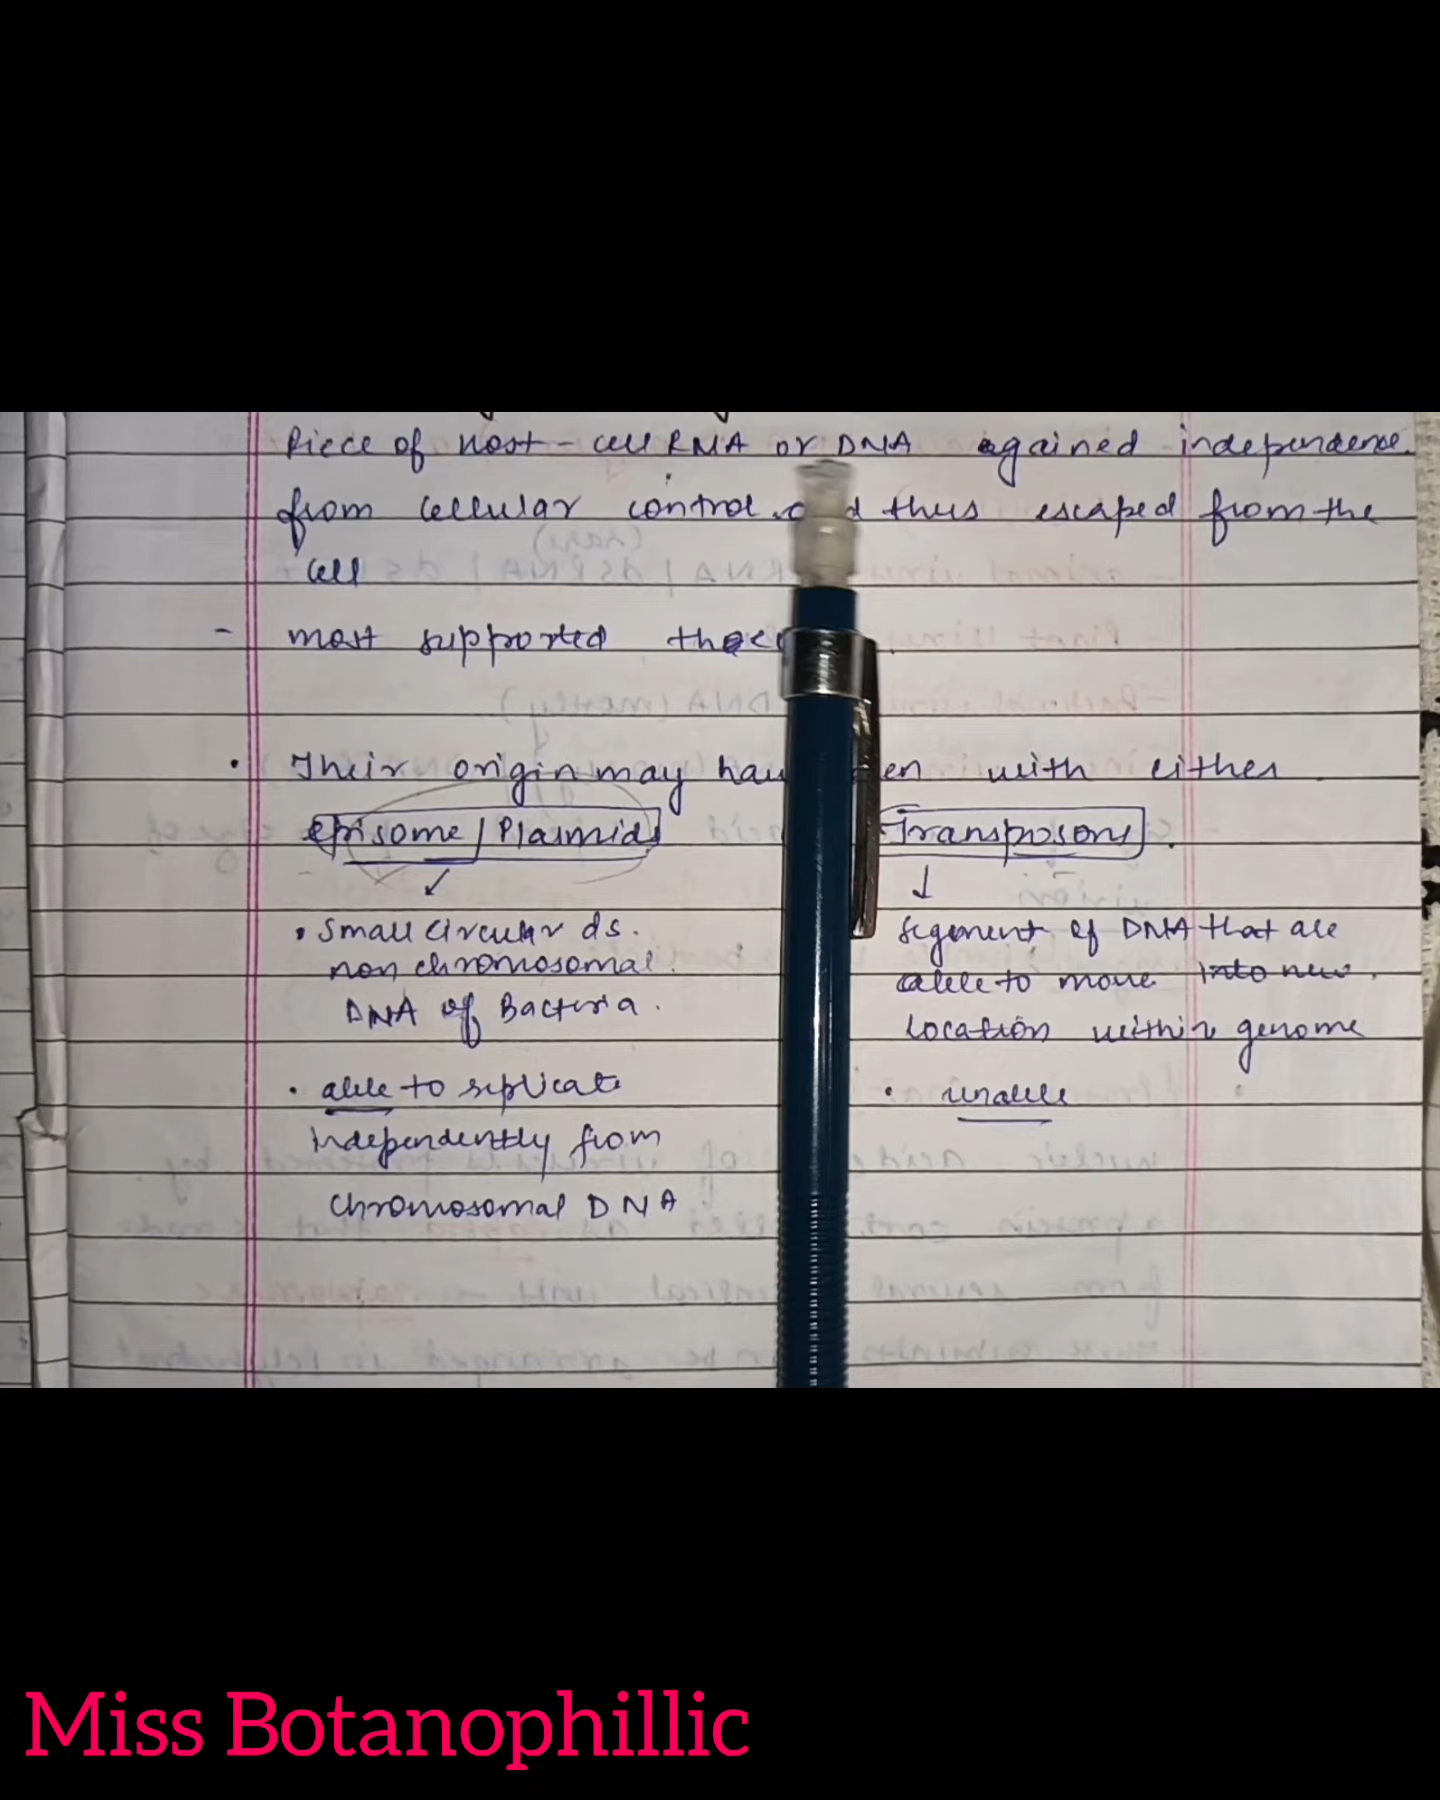 Piece of host-cell RNA or DNA gained independence.
from cellular control thus escaped from the
cell
- most supported
• Their origin may with either
episome / Plasmids Transposons.
• Small circular ds. segment of DNA that are
non chromosomal able to move into new.
DNA of Bacteria. location within genome
• able to replicate • unable
independently from
chromosomal DNA
Miss Botanophillic